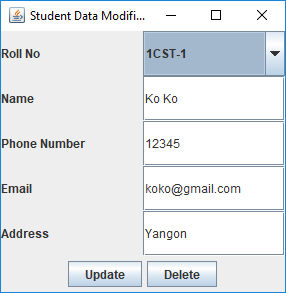 Student Data Modifi...
Roll No 1CST-1
Name Ko Ko
Phone Number 12345
Email koko@gmail.com
Address Yangon
Update Delete